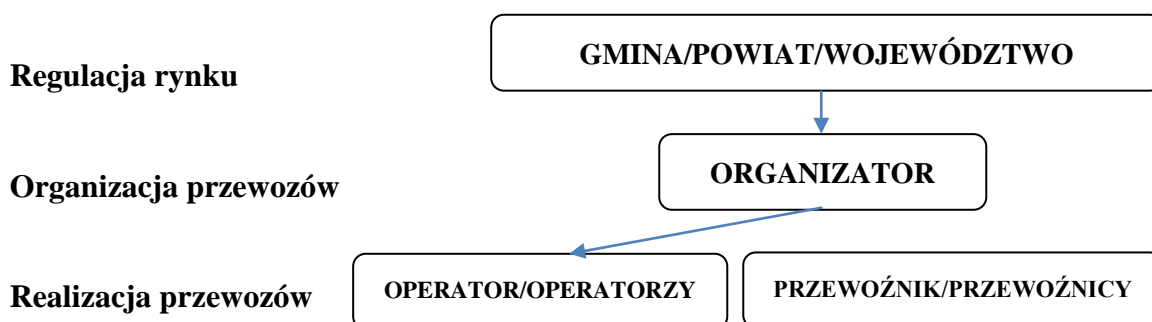 GMINA/POWIAT/WOJEWÓDZTWO
Regulacja rynku
ORGANIZATOR
Organizacja przewozów
OPERATOR/OPERATORZY
PRZEWOŹNIK/PRZEWOŹNICY
Realizacja przewozów